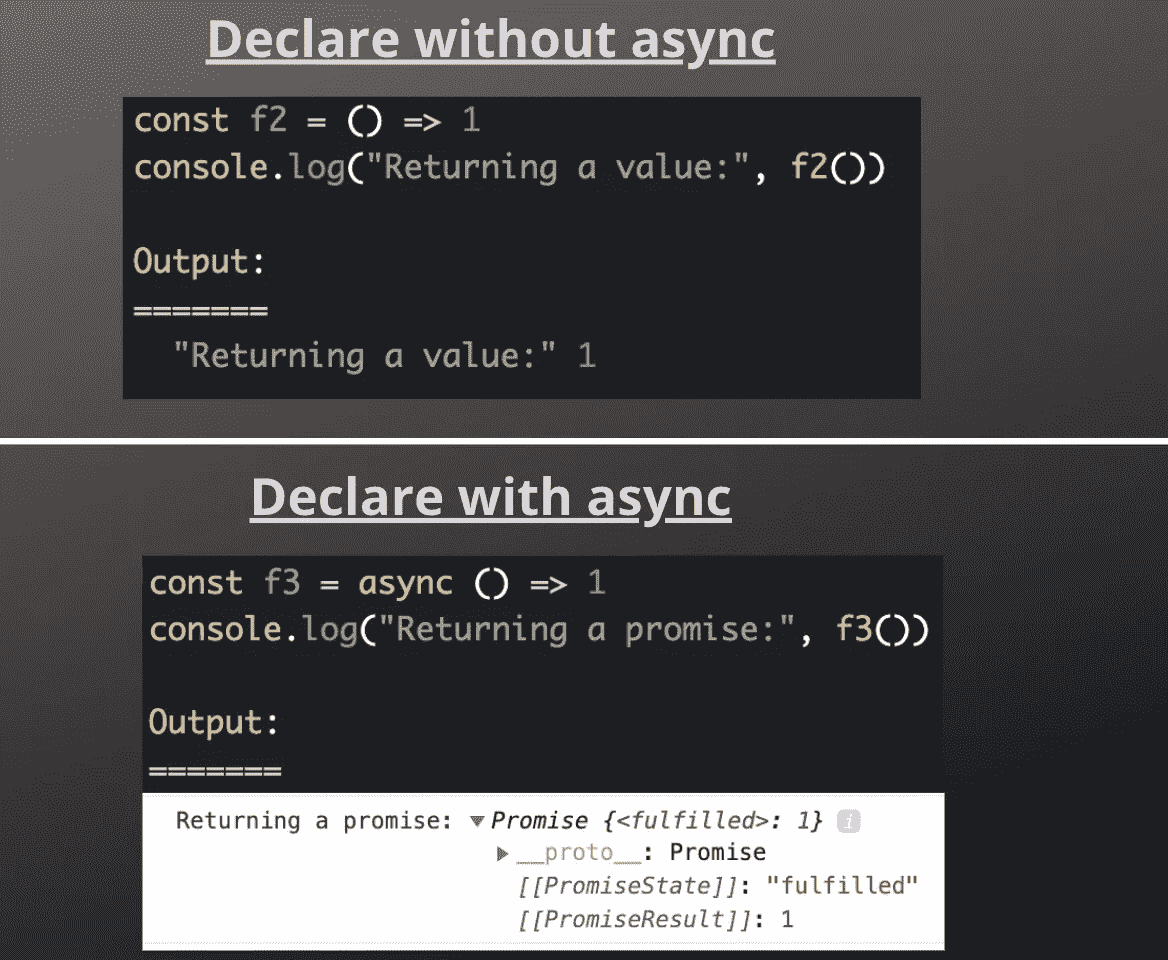 Declare without async
const f2 = () => 1
console.log("Returning a value:", f2())
Output:
=======
"Returning a value:" 1
Declare with async
const f3 = async () => 1
console.log("Returning a promise:", f3())
Output:
=======
Returning a promise: ▼Promise {<fulfilled>: 1} i
▶__proto__: Promise
[[PromiseState]]: "fulfilled"
[[PromiseResult]]: 1